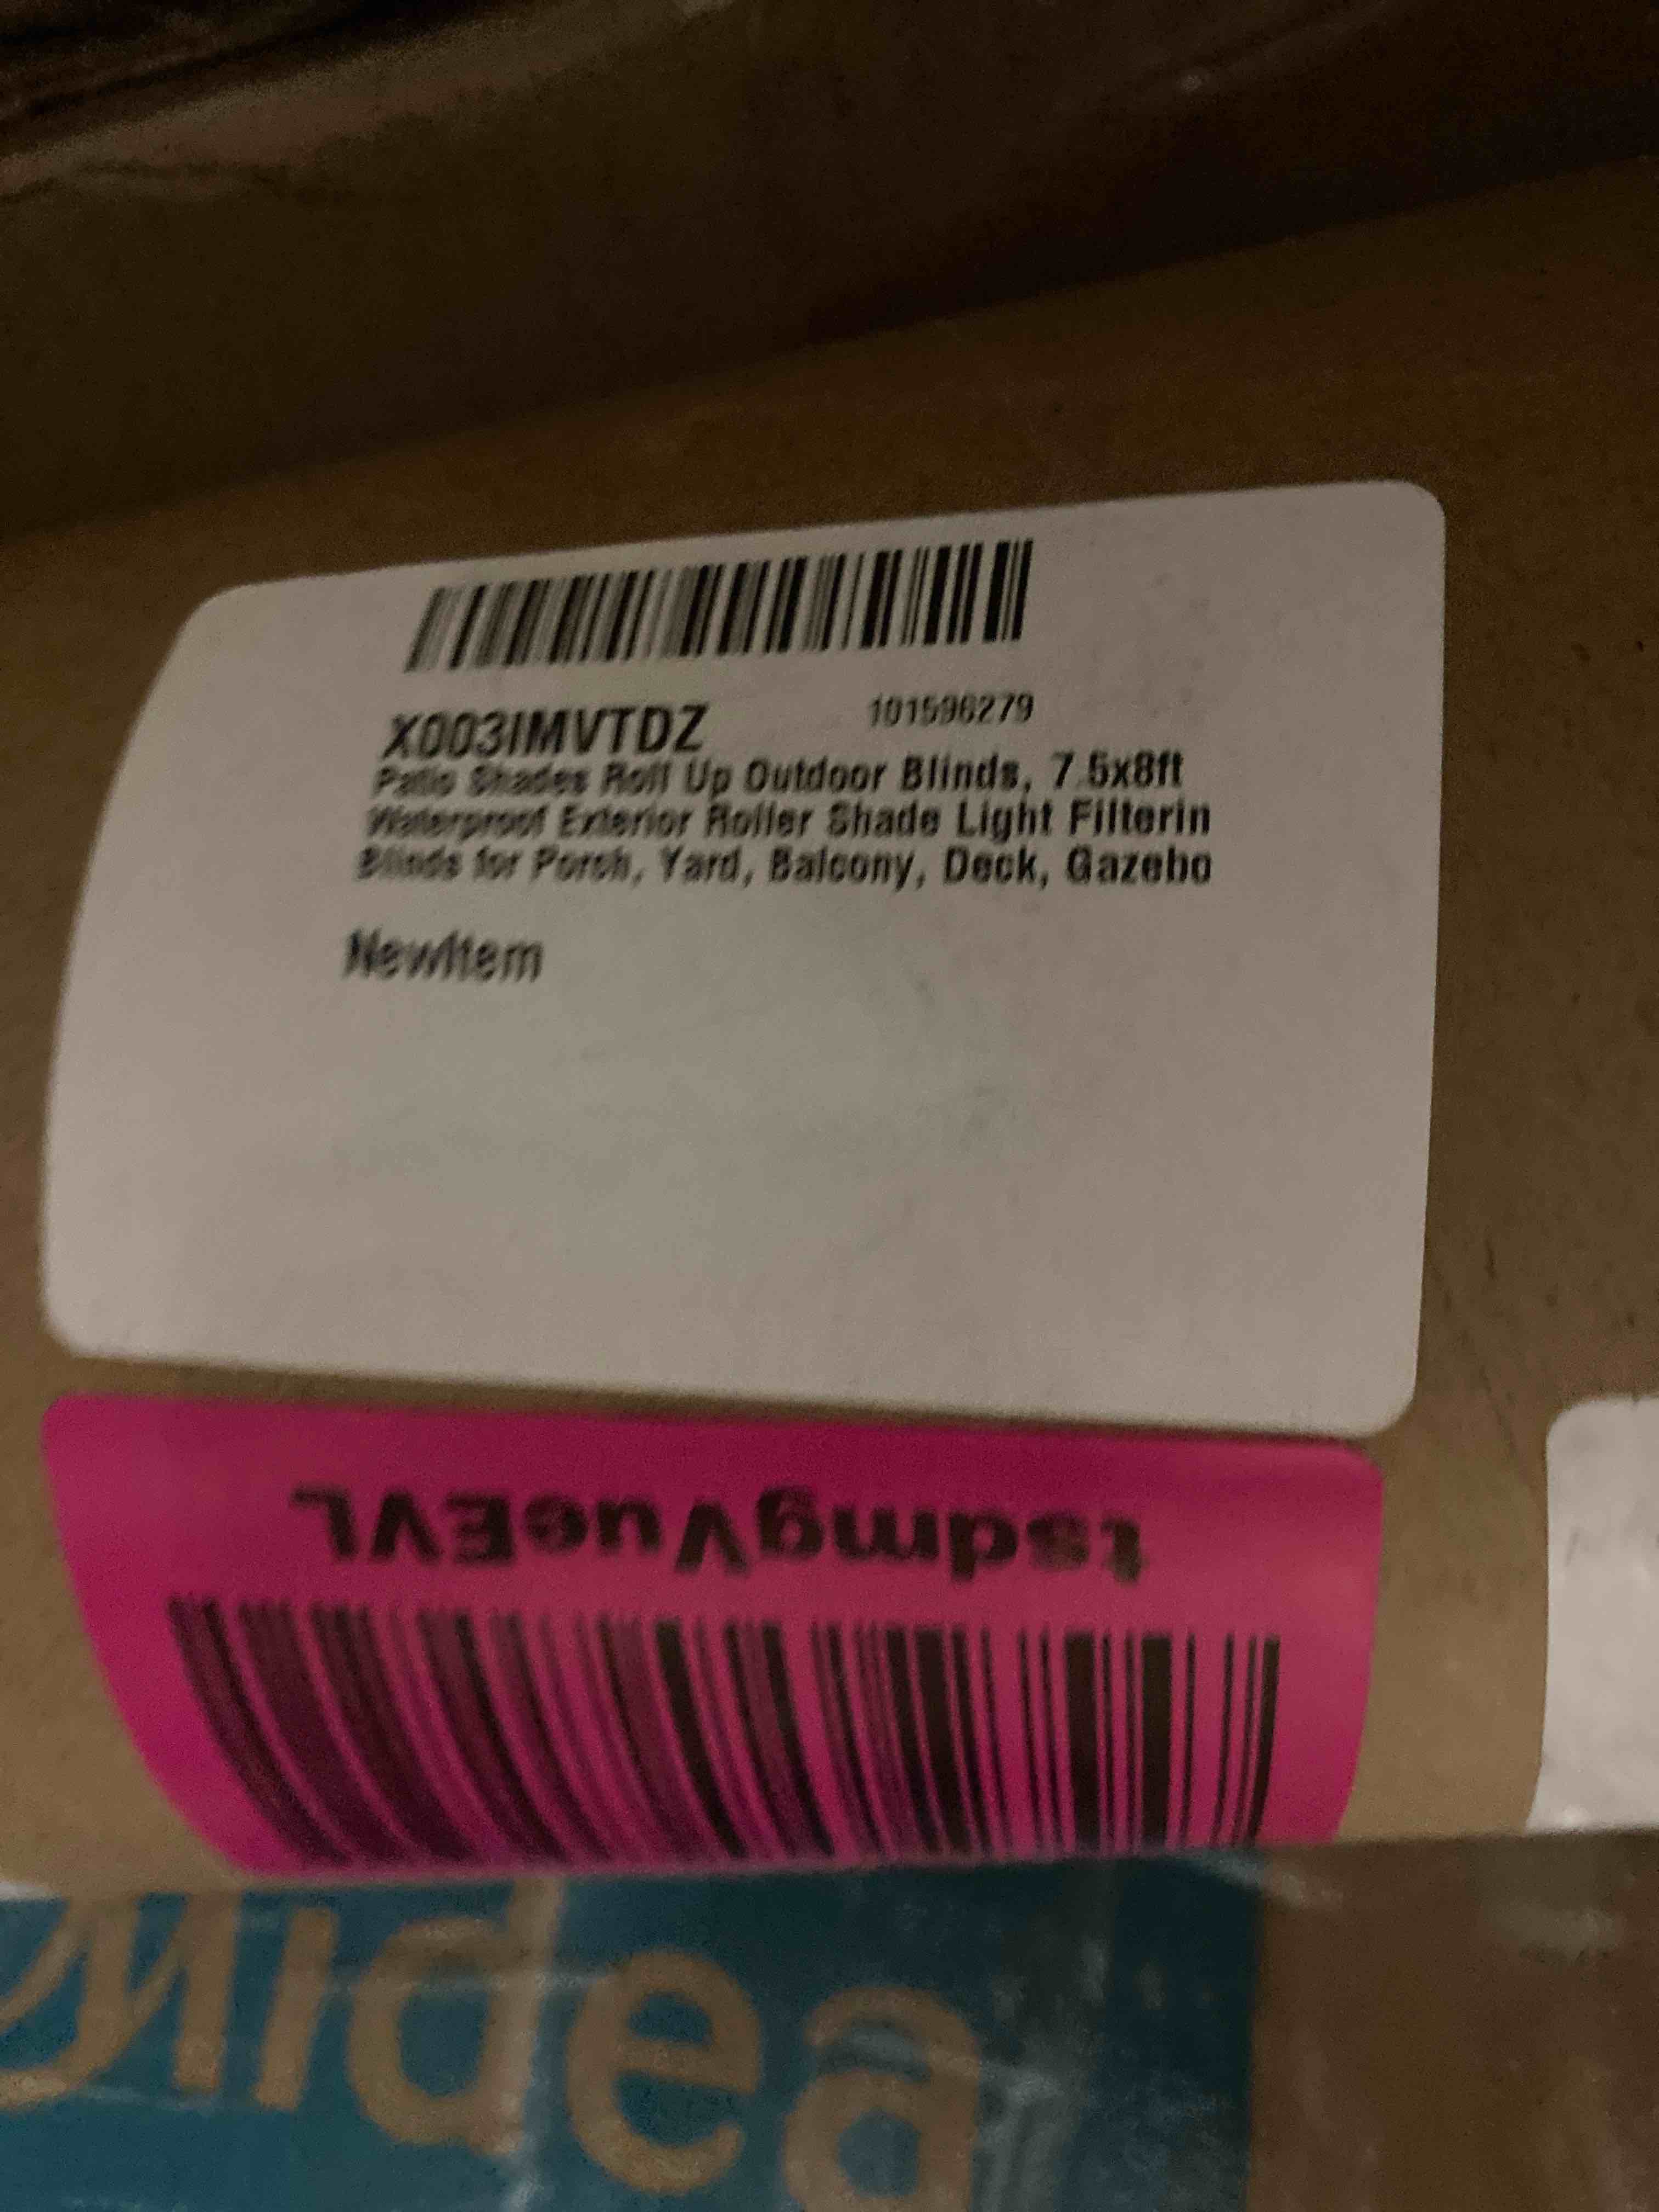 X003IMVTDZ 101596279
Patio Shades Roll Up Outdoor Blinds, 7.5x8ft
Waterproof Exterior Roller Shade Light Filterin
Blinds for Porch, Yard, Balcony, Deck, Gazebo
NewItem
tsdmgVueEVL
Midea